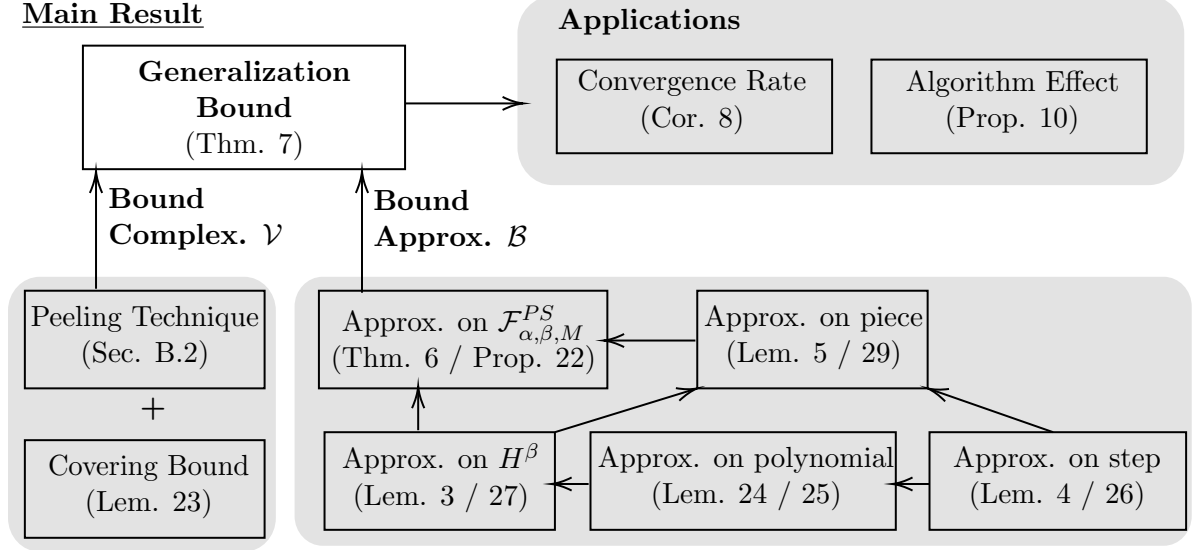 Main Result
Generalization
Bound
(Thm. 7)
Applications
Convergence Rate
(Cor. 8)
Algorithm Effect
(Prop. 10)
Bound
Complex. 𝒱
Bound
Approx. ℬ
Peeling Technique
(Sec. B.2)
+
Covering Bound
(Lem. 23)
Approx. on ℱ^{PS}_{α,β,M}
(Thm. 6 / Prop. 22)
Approx. on piece
(Lem. 5 / 29)
Approx. on H^β
(Lem. 3 / 27)
Approx. on polynomial
(Lem. 24 / 25)
Approx. on step
(Lem. 4 / 26)